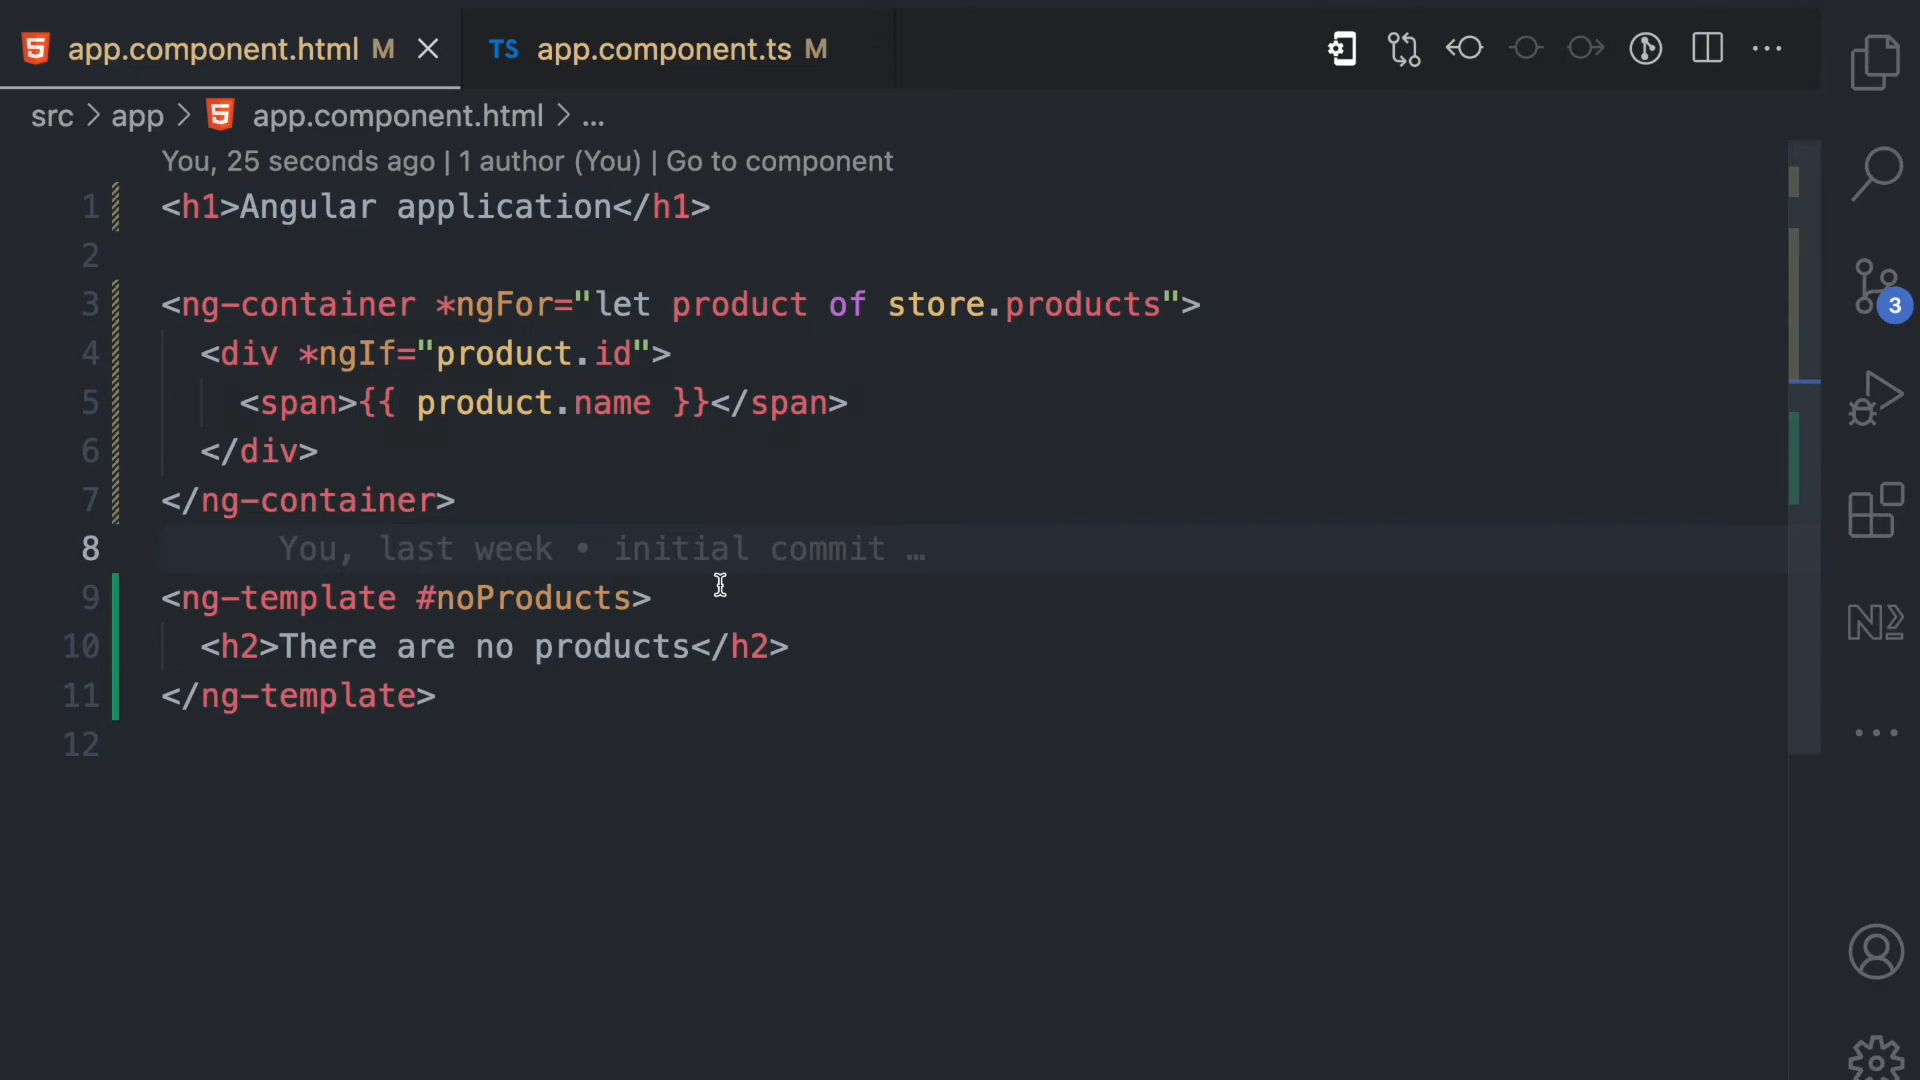 app.component.html M
TS app.component.ts M
src > app > app.component.html > ...
You, 25 seconds ago | 1 author (You) | Go to component
1 <h1>Angular application</h1>
2
3 <ng-container *ngFor="let product of store.products">
4 <div *ngIf="product.id">
5 <span>{{ product.name }}</span>
6 </div>
7 </ng-container>
8 You, last week • initial commit …
9 <ng-template #noProducts>
10 <h2>There are no products</h2>
11 </ng-template>
12
3